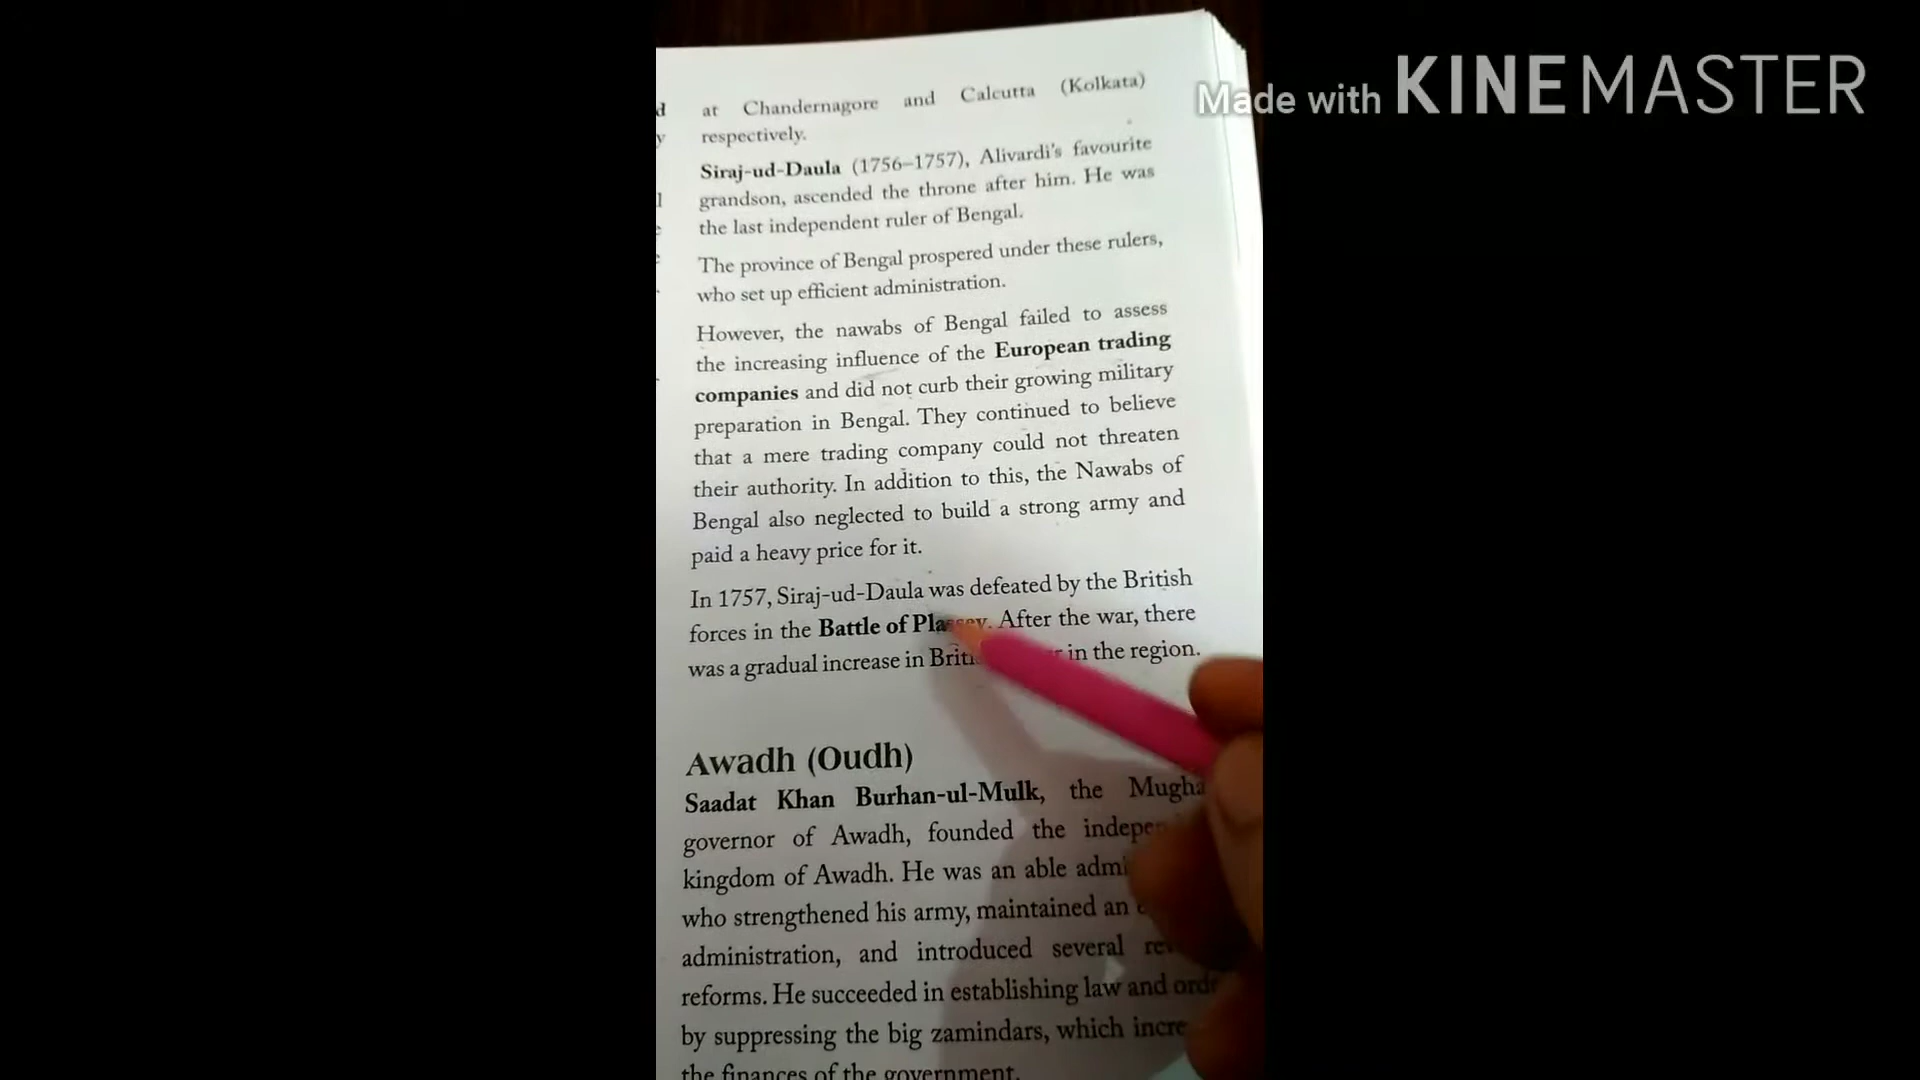 at Chandernagore and Calcutta (Kolkata)
respectively.
Siraj-ud-Daula (1756–1757), Alivardi's favourite
grandson, ascended the throne after him. He was
the last independent ruler of Bengal.
The province of Bengal prospered under these rulers,
who set up efficient administration.
However, the nawabs of Bengal failed to assess
the increasing influence of the European trading
companies and did not curb their growing military
preparation in Bengal. They continued to believe
that a mere trading company could not threaten
their authority. In addition to this, the Nawabs of
Bengal also neglected to build a strong army and
paid a heavy price for it.
In 1757, Siraj-ud-Daula was defeated by the British
forces in the Battle of Plassey. After the war, there
was a gradual increase in in the region.
Awadh (Oudh)
Saadat Khan Burhan-ul-Mulk, the
governor of Awadh, founded the
kingdom of Awadh. He was an able
who strengthened his army, maintained an
administration, and introduced several
reforms. He succeeded in establishing law and
by suppressing the big zamindars, which
the finances of the government.
Made with KINEMASTER